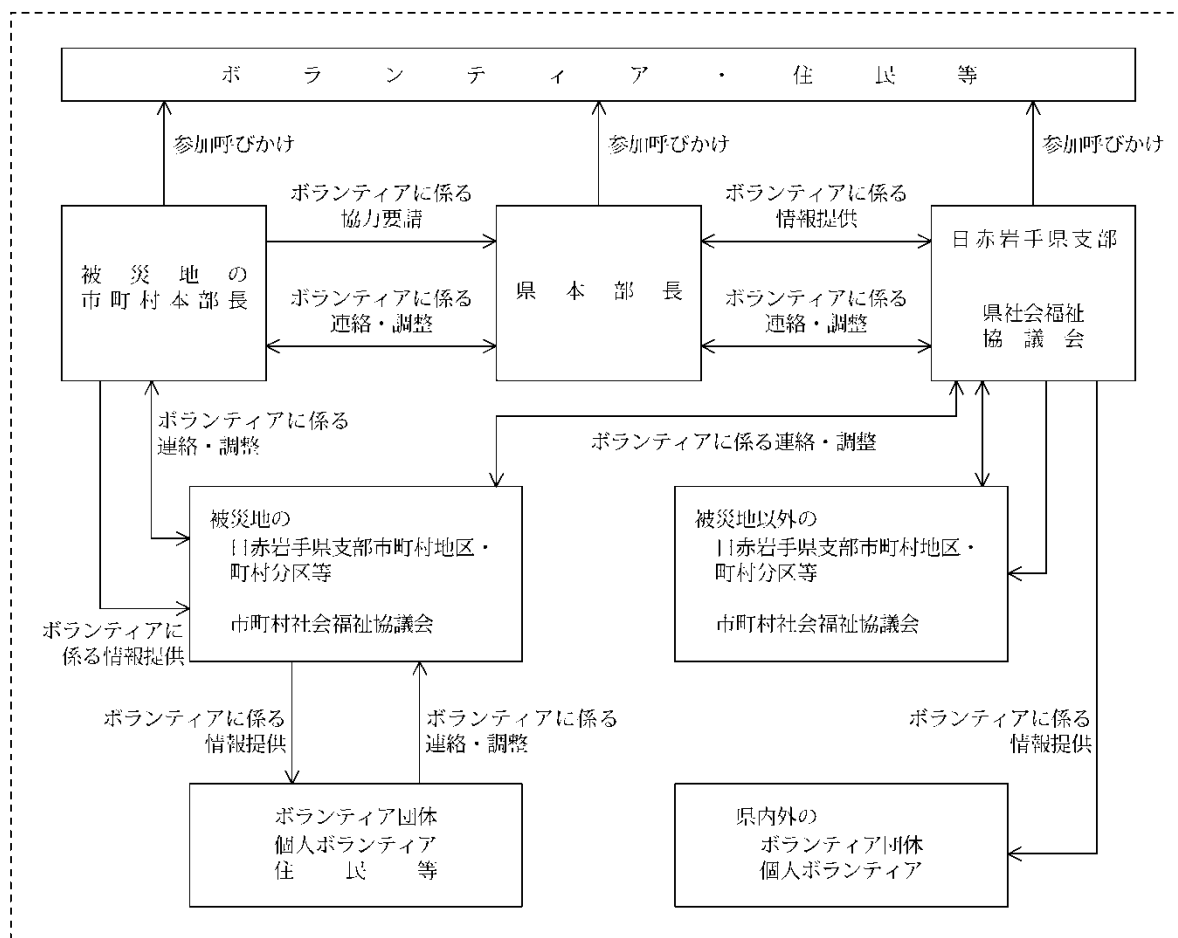 ボランティア・住民等
参加呼びかけ
参加呼びかけ
参加呼びかけ
ボランティアに係る
協力要請
ボランティアに係る
情報提供
被災地の
市町村本部長
県本部長
日赤岩手県支部
県社会福祉
協議会
ボランティアに係る
連絡・調整
ボランティアに係る
連絡・調整
ボランティアに係る
連絡・調整
ボランティアに係る連絡・調整
被災地の
日赤岩手県支部市町村地区・
町村分区等
市町村社会福祉協議会
被災地以外の
日赤岩手県支部市町村地区・
町村分区等
市町村社会福祉協議会
ボランティアに
係る情報提供
ボランティアに係る
情報提供
ボランティアに係る
連絡・調整
ボランティアに係る
情報提供
ボランティア団体
個人ボランティア
住民等
県内外の
ボランティア団体
個人ボランティア